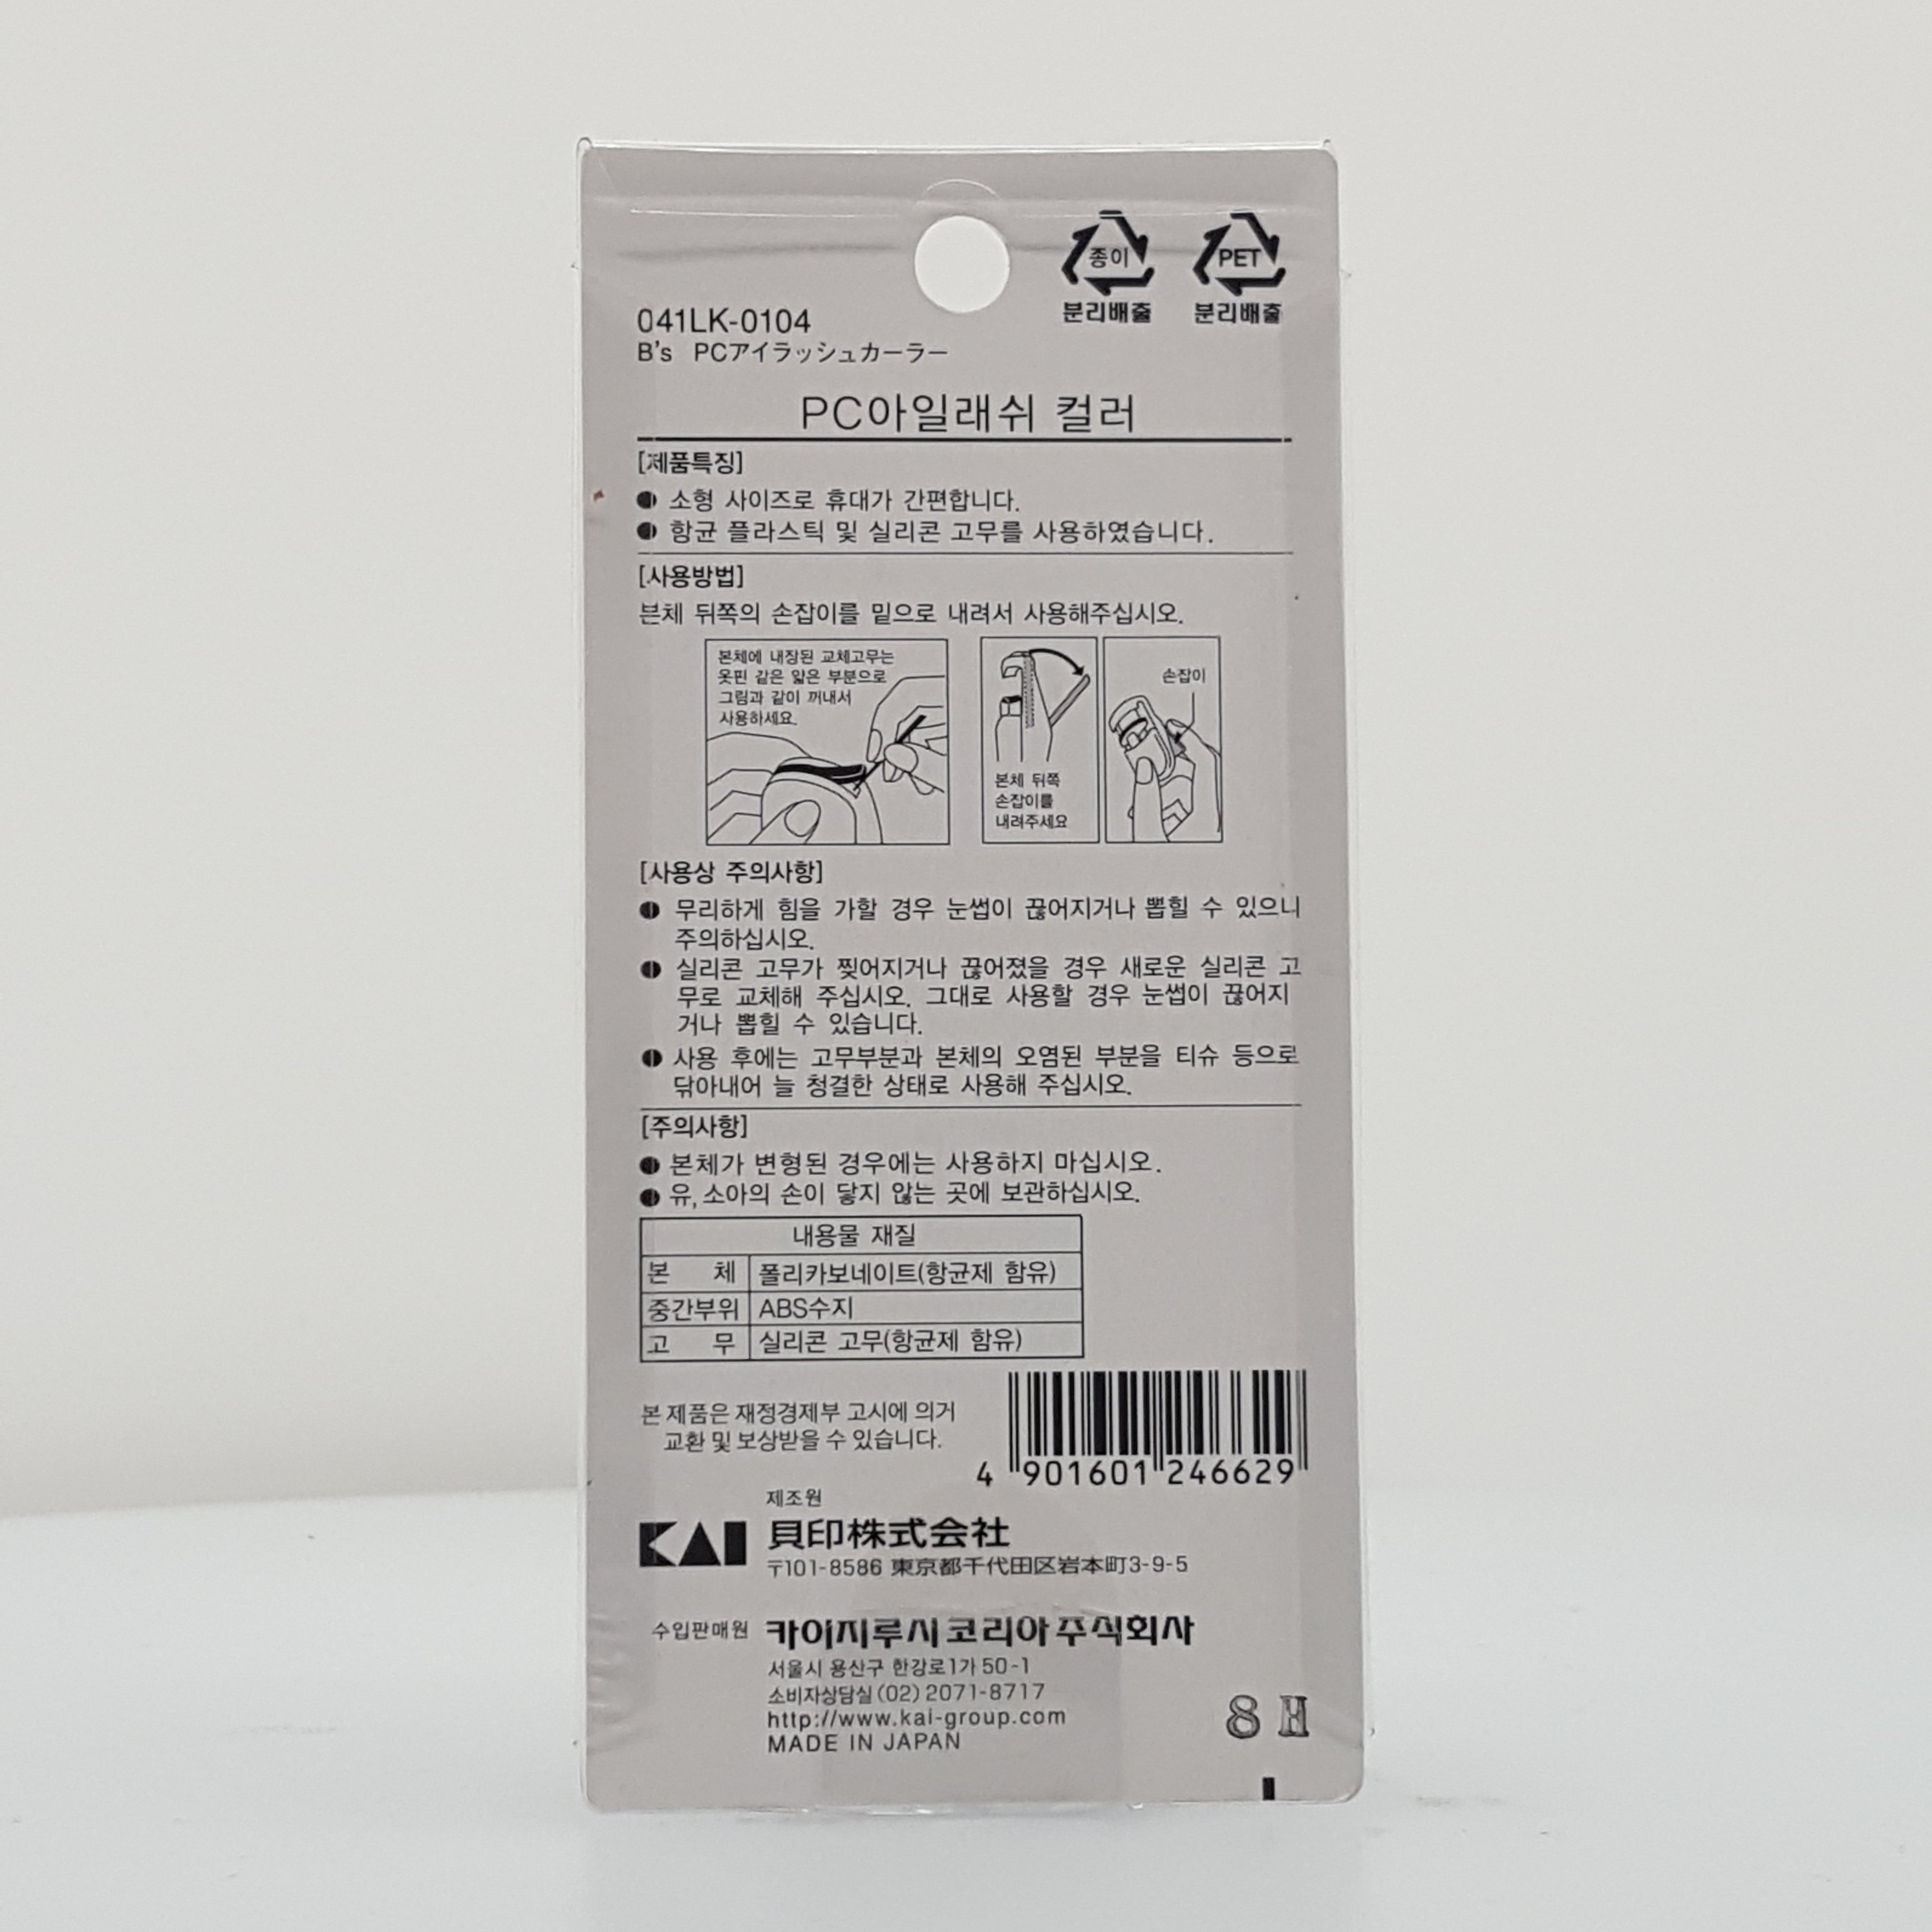 종이
분리배출
PET
분리배출
041LK-0104
B's PCアイラッシュカーラー
PC아일래쉬 컬러
[제품특징]
● 소형 사이즈로 휴대가 간편합니다.
● 항균 플라스틱 및 실리콘 고무를 사용하였습니다.
[사용방법]
본체 뒤쪽의 손잡이를 밑으로 내려서 사용해주십시오.
본체에 내장된 교체고무는
옷핀 같은 얇은 부분으로
그림과 같이 꺼내서
사용하세요.
본체 뒤쪽
손잡이를
내려주세요
손잡이
[사용상 주의사항]
● 무리하게 힘을 가할 경우 눈썹이 끊어지거나 뽑힐 수 있으니
주의하십시오.
● 실리콘 고무가 찢어지거나 끊어졌을 경우 새로운 실리콘 고
무로 교체해 주십시오. 그대로 사용할 경우 눈썹이 끊어지
거나 뽑힐 수 있습니다.
● 사용 후에는 고무부분과 본체의 오염된 부분을 티슈 등으로
닦아내어 늘 청결한 상태로 사용해 주십시오.
[주의사항]
● 본체가 변형된 경우에는 사용하지 마십시오.
● 유, 소아의 손이 닿지 않는 곳에 보관하십시오.
내용물 재질
본 체 폴리카보네이트(항균제 함유)
중간부위 ABS수지
고 무 실리콘 고무(항균제 함유)
본 제품은 재정경제부 고시에 의거
교환 및 보상받을 수 있습니다.
4 901601 246629
제조원
KAI 貝印株式会社
〒101-8586 東京都千代田区岩本町3-9-5
수입판매원 카이지루시코리아주식회사
서울시 용산구 한강로1가 50-1
소비자상담실 (02) 2071-8717
http://www.kai-group.com
MADE IN JAPAN
8 H